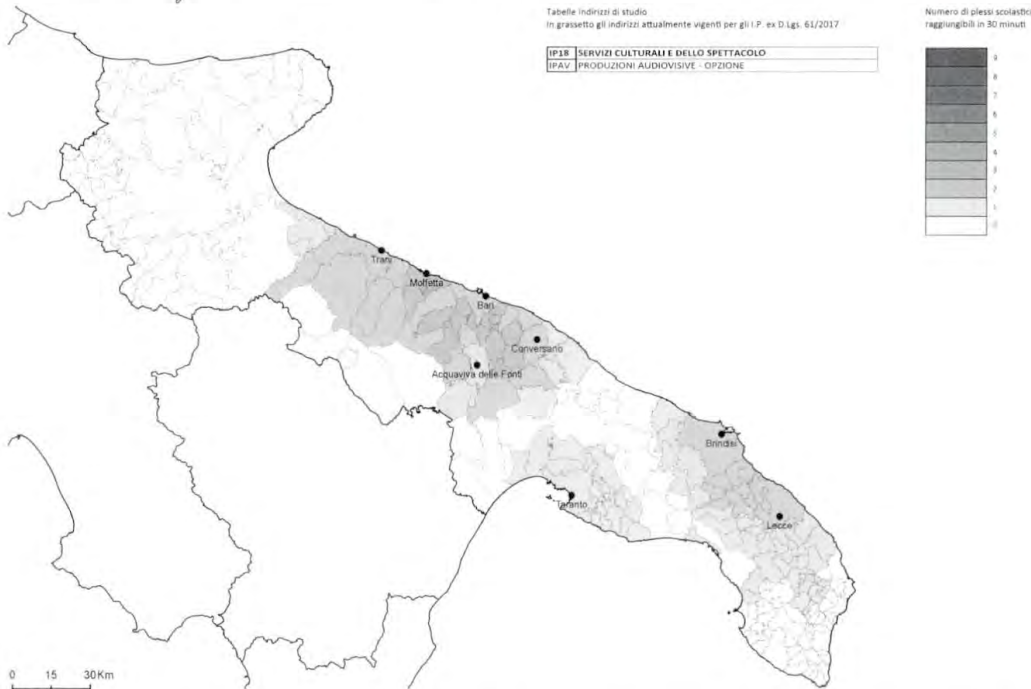 Tabelle Indirizzi di studio
In grassetto gli indirizzi attualmente vigenti per gli I.P. ex D.Lgs. 61/2017
IP18 SERVIZI CULTURALI E DELLO SPETTACOLO
IPAV PRODUZIONI AUDIOVISIVE - OPZIONE
Numero di plessi scolastici
raggiungibili in 30 minuti
9
8
7
6
5
4
3
2
1
0
Trani
Molfetta
Bari
Conversano
Acquaviva delle Fonti
Brindisi
Taranto
Lecce
0 15 30Km